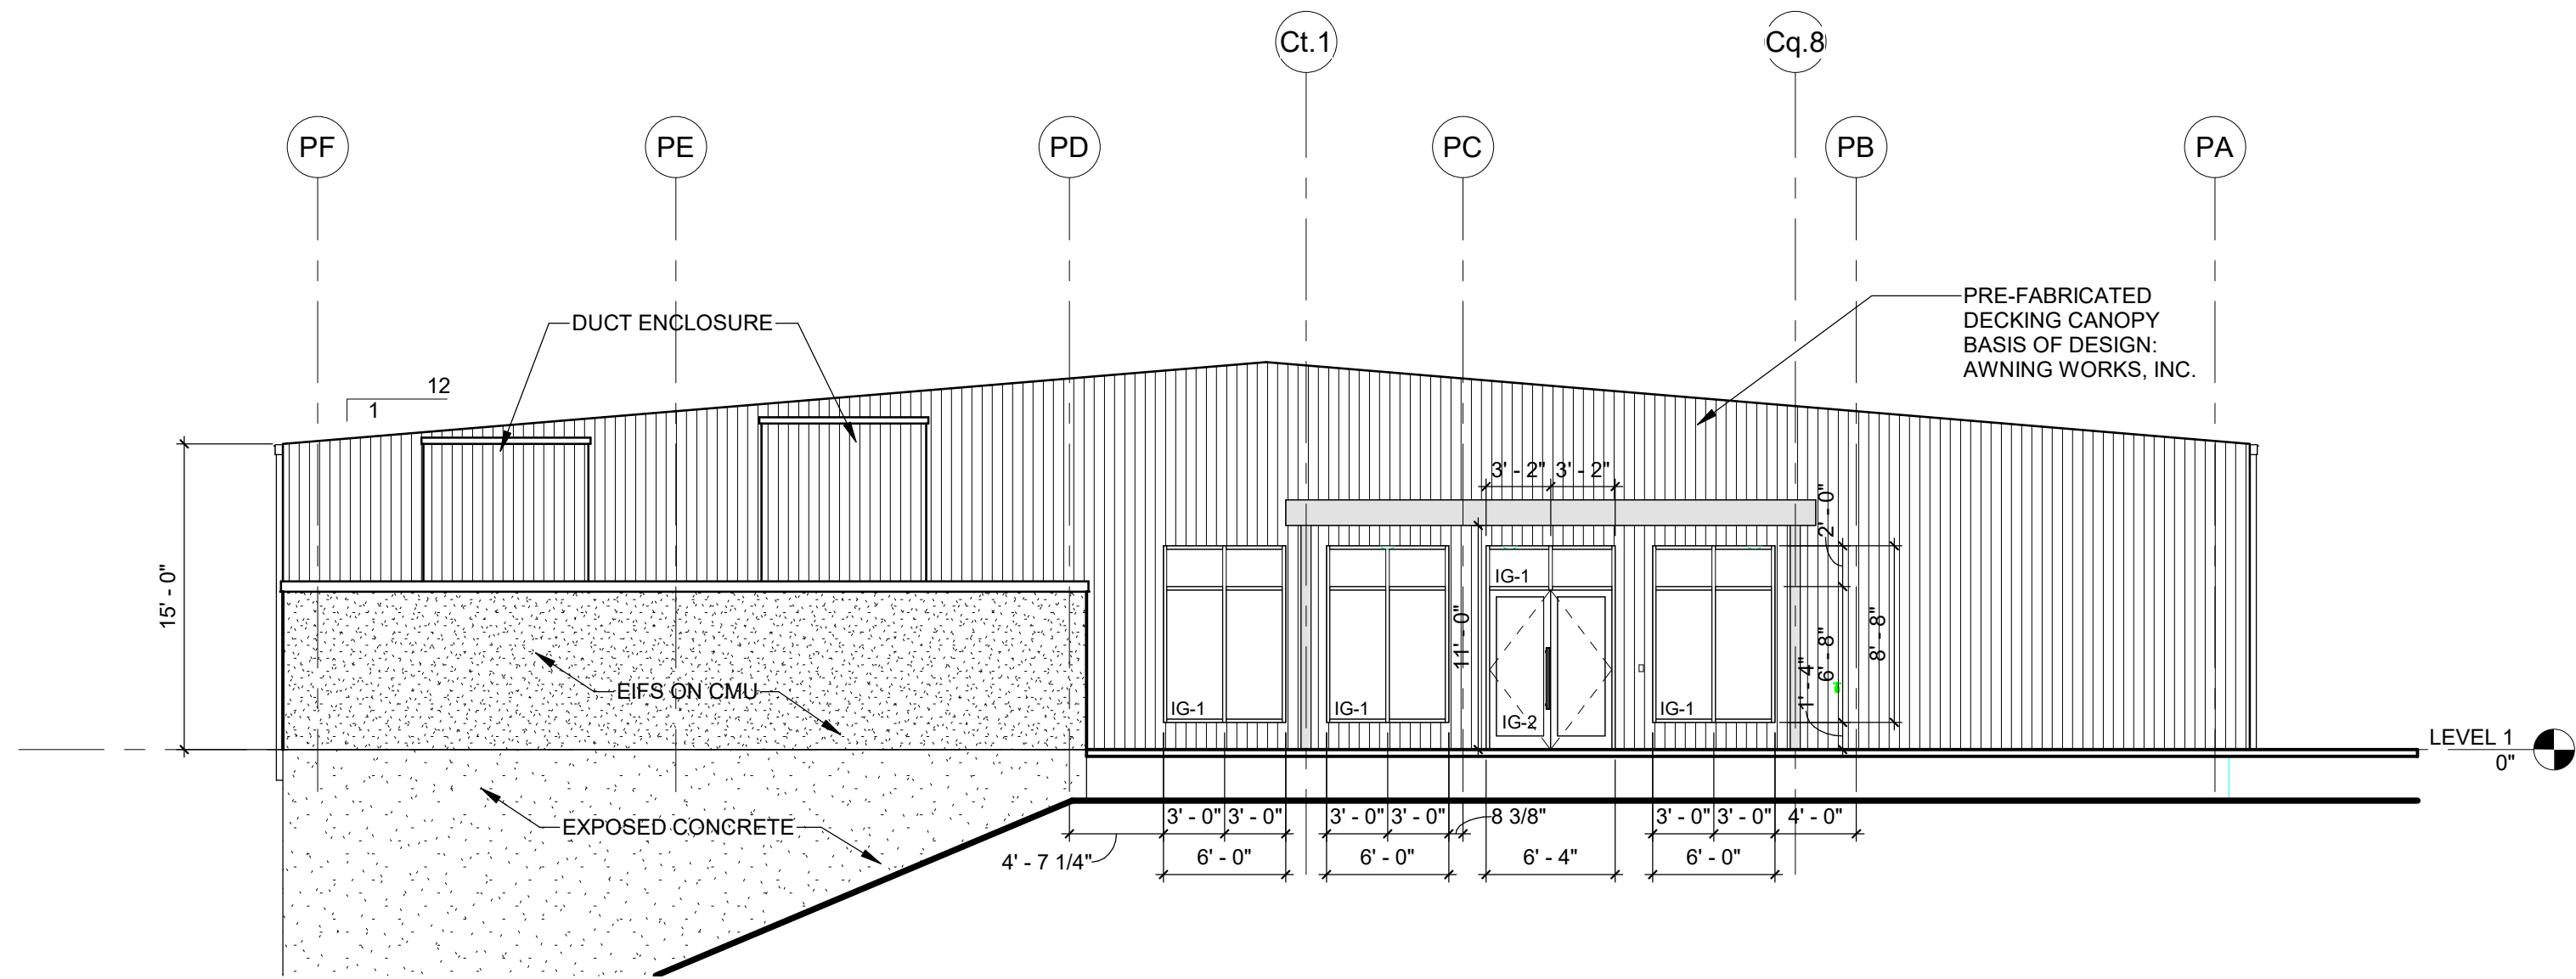 Ct.1
Cq.8
PF
PE
PD
PC
PB
PA
PRE-FABRICATED
DECKING CANOPY
BASIS OF DESIGN:
AWNING WORKS, INC.
DUCT ENCLOSURE
12
1
3' - 2" 3' - 2"
2' - 0"
15' - 0"
IG-1
11' - 0"
6' - 8"
8' - 8"
1' - 4"
EIFS ON CMU
IG-1
IG-1
IG-2
IG-1
LEVEL 1
0"
EXPOSED CONCRETE
3' - 0" 3' - 0"
3' - 0" 3' - 0"
8 3/8"
3' - 0" 3' - 0"
4' - 0"
4' - 7 1/4"
6' - 0"
6' - 0"
6' - 4"
6' - 0"